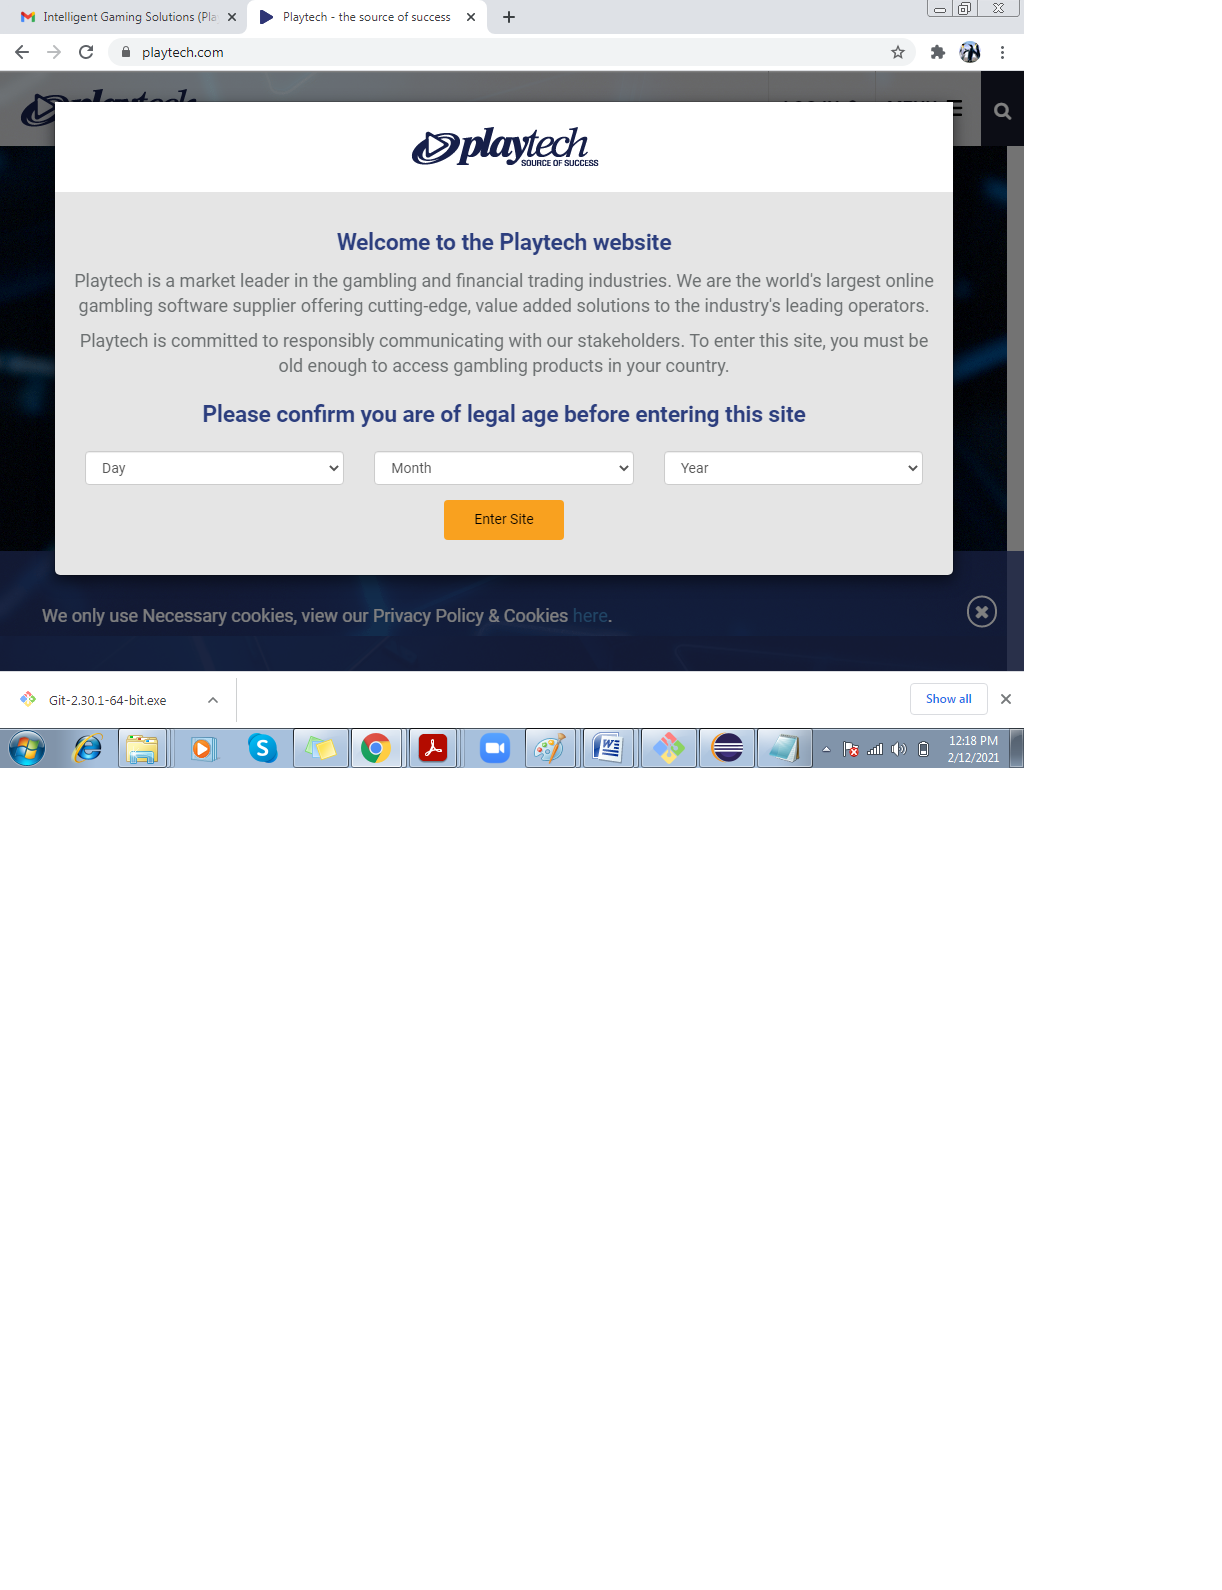 Intelligent Gaming Solutions (Pla
Playtech - the source of success
playtech.com
playtech
SOURCE OF SUCCESS
Welcome to the Playtech website
Playtech is a market leader in the gambling and financial trading industries. We are the world's largest online
gambling software supplier offering cutting-edge, value added solutions to the industry's leading operators.
Playtech is committed to responsibly communicating with our stakeholders. To enter this site, you must be
old enough to access gambling products in your country.
Please confirm you are of legal age before entering this site
Day Month Year
Enter Site
We only use Necessary cookies, view our Privacy Policy & Cookies here.
Git-2.30.1-64-bit.exe
Show all
12:18 PM
2/12/2021